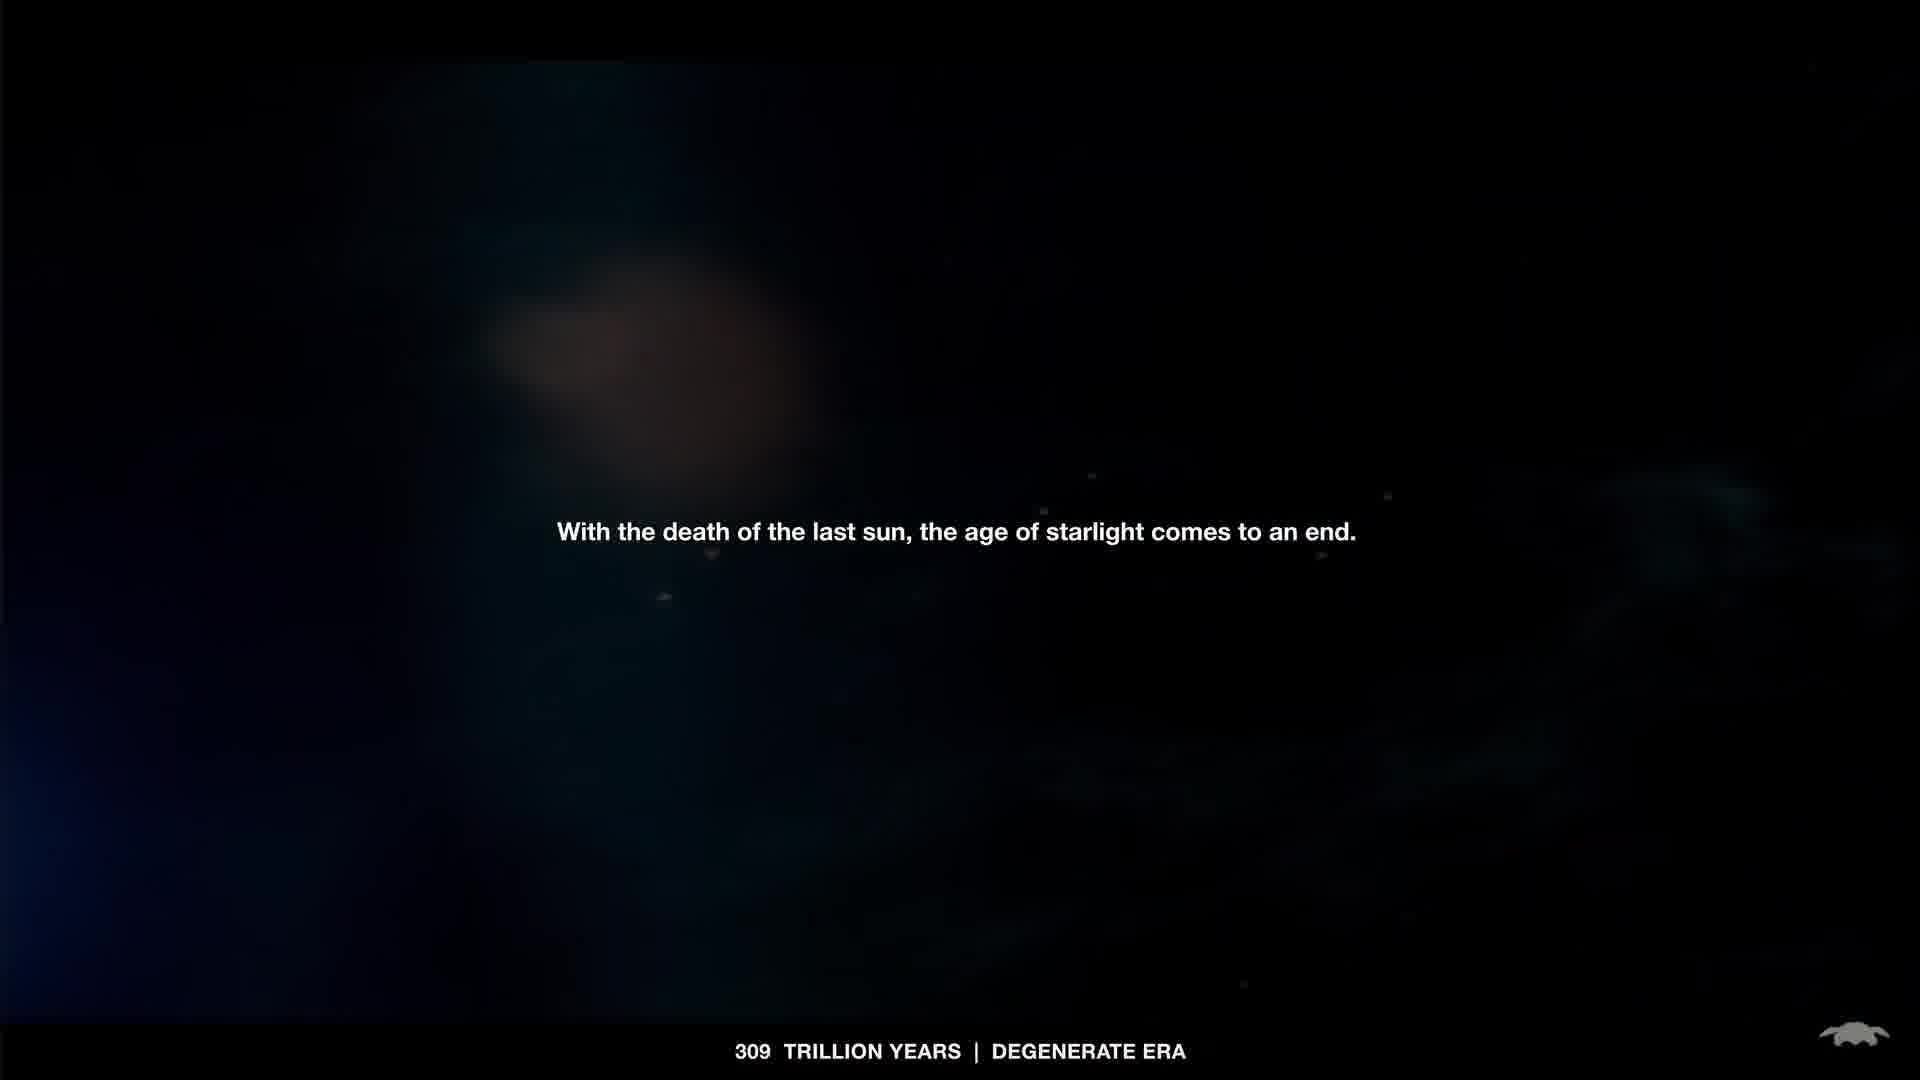 With the death of the last sun, the age of starlight comes to an end.
309 TRILLION YEARS | DEGENERATE ERA